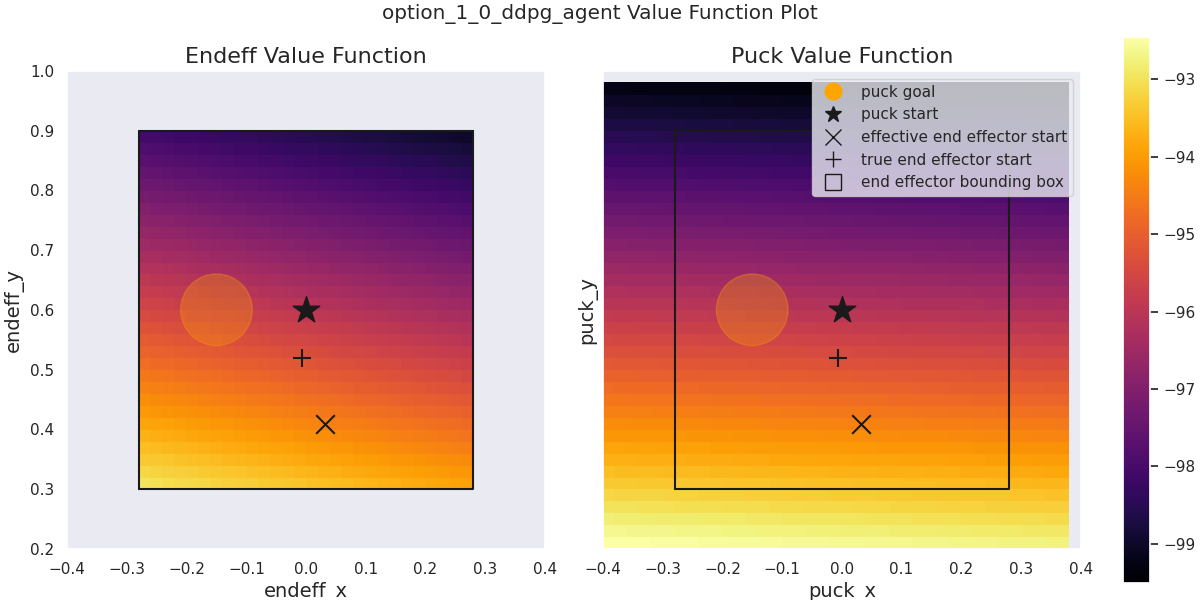 option_1_0_ddpg_agent Value Function Plot
Endeff Value Function
1.0
0.9
0.8
0.7
0.6
0.5
0.4
0.3
0.2
endeff_y
−0.4 −0.3 −0.2 −0.1 0.0 0.1 0.2 0.3 0.4
endeff_x
Puck Value Function
puck goal
puck start
effective end effector start
true end effector start
end effector bounding box
puck_y
−0.4 −0.3 −0.2 −0.1 0.0 0.1 0.2 0.3 0.4
puck_x
−93
−94
−95
−96
−97
−98
−99